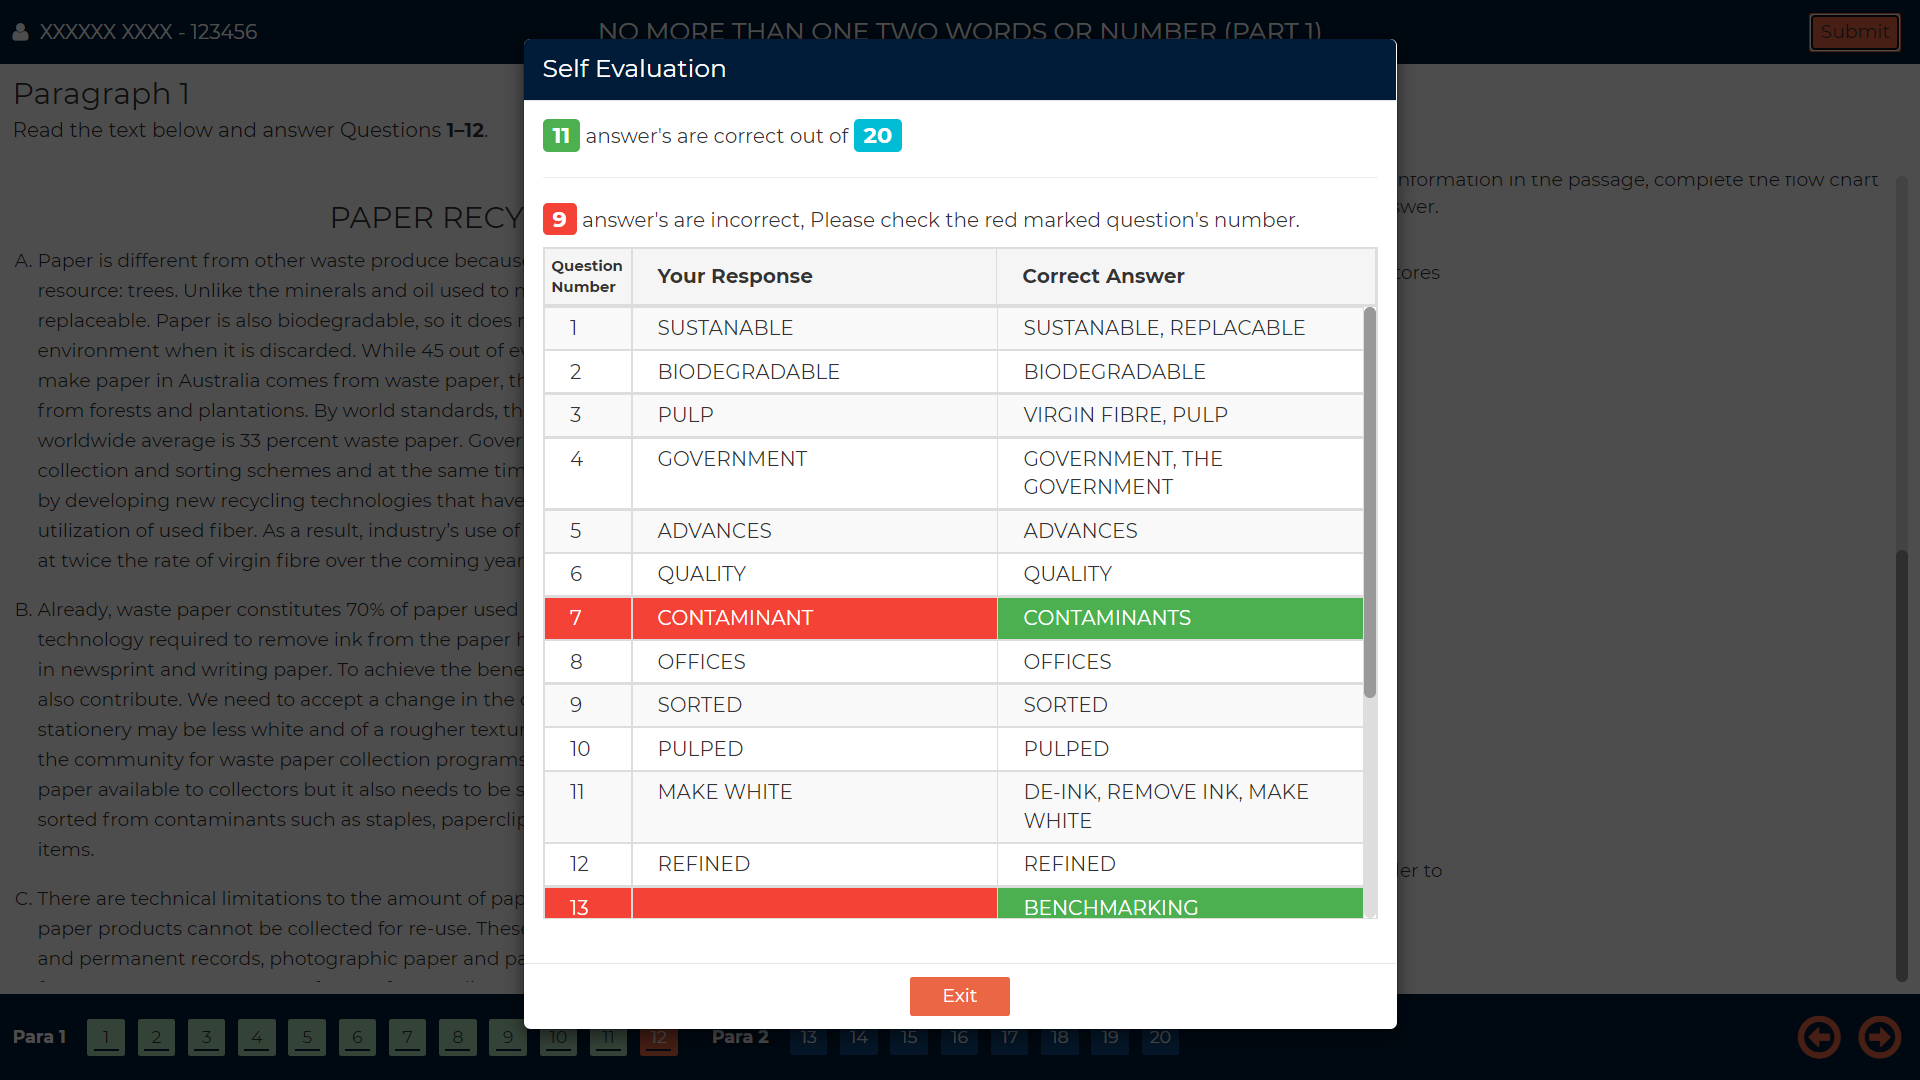 XXXXXX XXXX - 123456
NO MORE THAN ONE TWO WORDS OR NUMBER (PART 1)
Submit
Paragraph 1
Read the text below and answer Questions 1–12.
PAPER RECY
A. Paper is different from other waste produce becaus
resource: trees. Unlike the minerals and oil used to
replaceable. Paper is also biodegradable, so it does
environment when it is discarded. While 45 out of
make paper in Australia comes from waste paper,
from forests and plantations. By world standards,
worldwide average is 33 percent waste paper. Gover
collection and sorting schemes and at the same tim
by developing new recycling technologies that have
utilization of used fiber. As a result, industry’s use of
at twice the rate of virgin fibre over the coming year
B. Already, waste paper constitutes 70% of paper used
technology required to remove ink from the paper
in newsprint and writing paper. To achieve the bene
also contribute. We need to accept a change in the
stationery may be less white and of a rougher textur
the community for waste paper collection programs
paper available to collectors but it also needs to be
sorted from contaminants such as staples, paperclip
items.
C. There are technical limitations to the amount of pap
paper products cannot be collected for re-use. These
and permanent records, photographic paper and
nformation in the passage, complete the flow chart
swer.
tores
er to
Self Evaluation
11 answer's are correct out of 20
9 answer's are incorrect, Please check the red marked question's number.
Question Number Your Response Correct Answer
1 SUSTANABLE SUSTANABLE, REPLACABLE
2 BIODEGRADABLE BIODEGRADABLE
3 PULP VIRGIN FIBRE, PULP
4 GOVERNMENT GOVERNMENT, THE
GOVERNMENT
5 ADVANCES ADVANCES
6 QUALITY QUALITY
7 CONTAMINANT CONTAMINANTS
8 OFFICES OFFICES
9 SORTED SORTED
10 PULPED PULPED
11 MAKE WHITE DE-INK, REMOVE INK, MAKE
WHITE
12 REFINED REFINED
13 BENCHMARKING
Exit
Para 1 1 2 3 4 5 6 7 8 9 10 11 12 Para 2 13 14 15 16 17 18 19 20